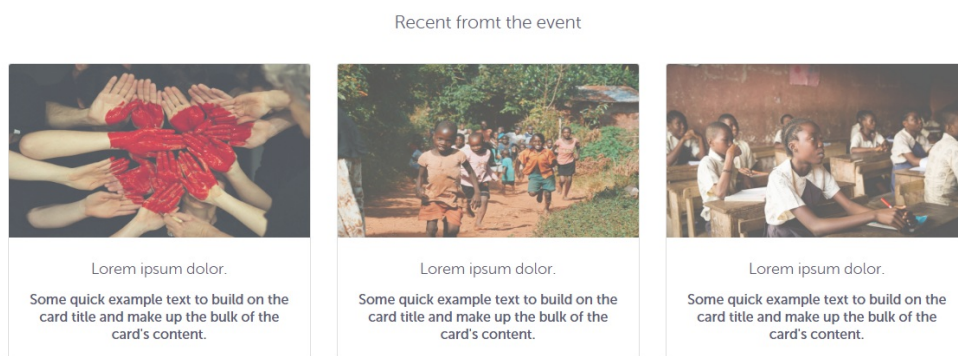 Recent fromt the event
Lorem ipsum dolor.
Some quick example text to build on the
card title and make up the bulk of the
card's content.
Lorem ipsum dolor.
Some quick example text to build on the
card title and make up the bulk of the
card's content.
Lorem ipsum dolor.
Some quick example text to build on the
card title and make up the bulk of the
card's content.